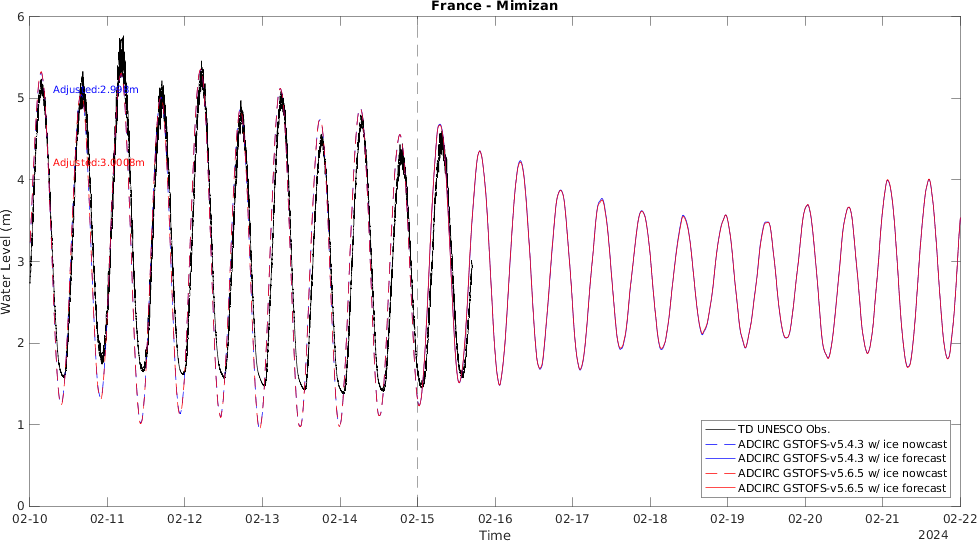 France - Mimizan
6
5
4
3
2
1
0
Water Level (m)
Adjusted:2.998m
Adjusted:3.0008m
TD UNESCO Obs.
ADCIRC GSTOFS-v5.4.3 w/ ice nowcast
ADCIRC GSTOFS-v5.4.3 w/ ice forecast
ADCIRC GSTOFS-v5.6.5 w/ ice nowcast
ADCIRC GSTOFS-v5.6.5 w/ ice forecast
02-10 02-11 02-12 02-13 02-14 02-15 02-16 02-17 02-18 02-19 02-20 02-21 02-22
Time
2024